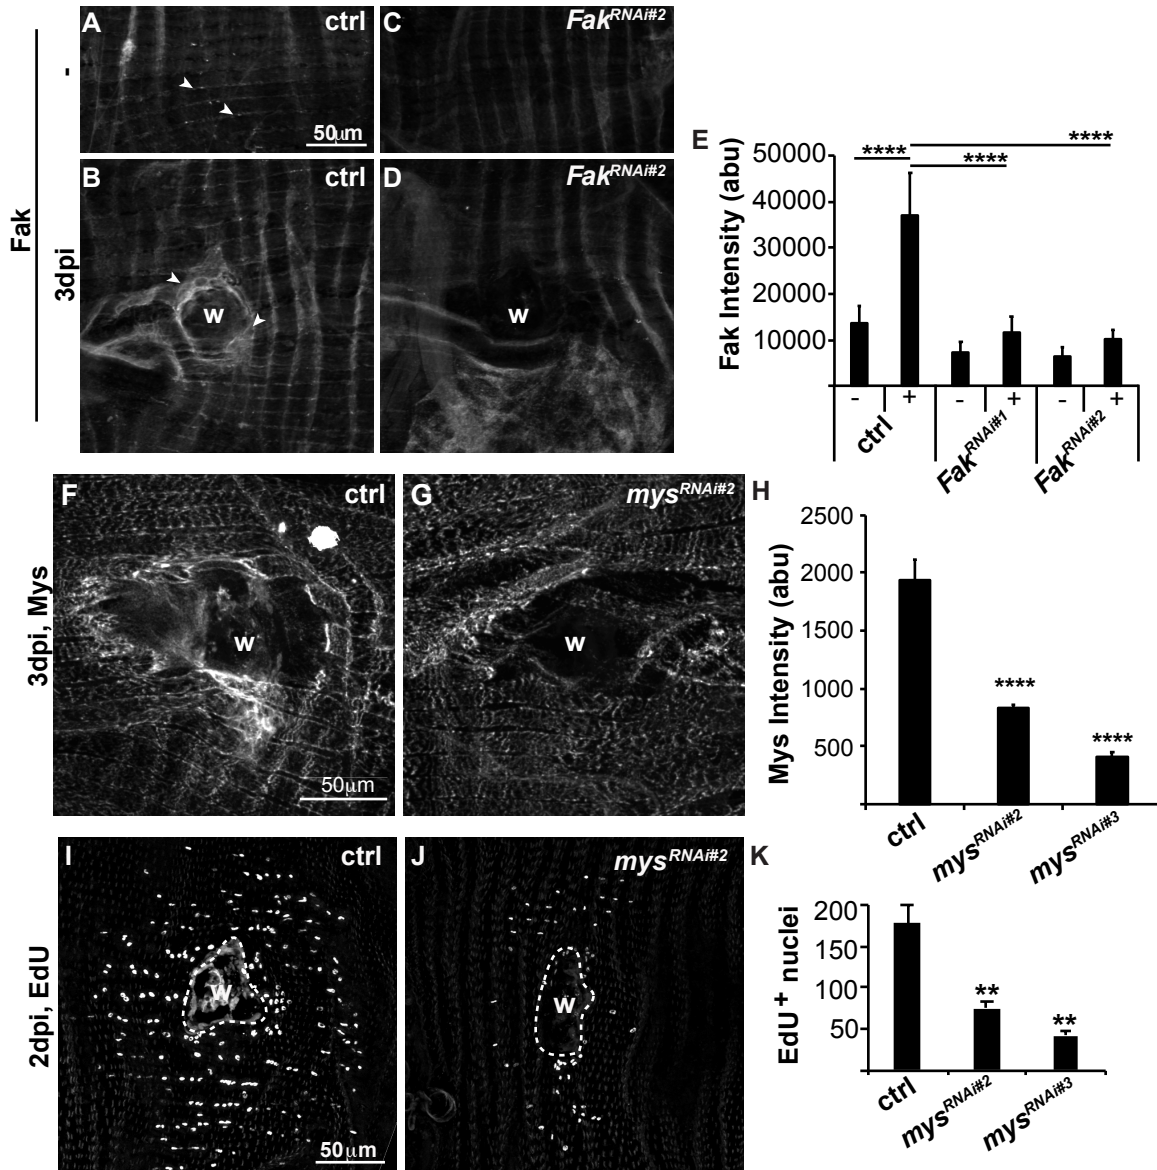 Fak
-
3dpi
A
ctrl
50μm
C
Fak^RNAi#2
B
ctrl
w
D
Fak^RNAi#2
w
E
****
****
****
Fak Intensity (abu)
50000
40000
30000
20000
10000
- + - + - +
ctrl
Fak^RNAi#1
Fak^RNAi#2
3dpi, Mys
F
ctrl
w
50μm
G
mys^RNAi#2
w
H
Mys Intensity (abu)
2500
2000
1500
1000
500
****
****
ctrl
mys^RNAi#2
mys^RNAi#3
2dpi, EdU
I
ctrl
w
50μm
J
mys^RNAi#2
w
K
EdU+ nuclei
200
150
100
50
**
**
ctrl
mys^RNAi#2
mys^RNAi#3